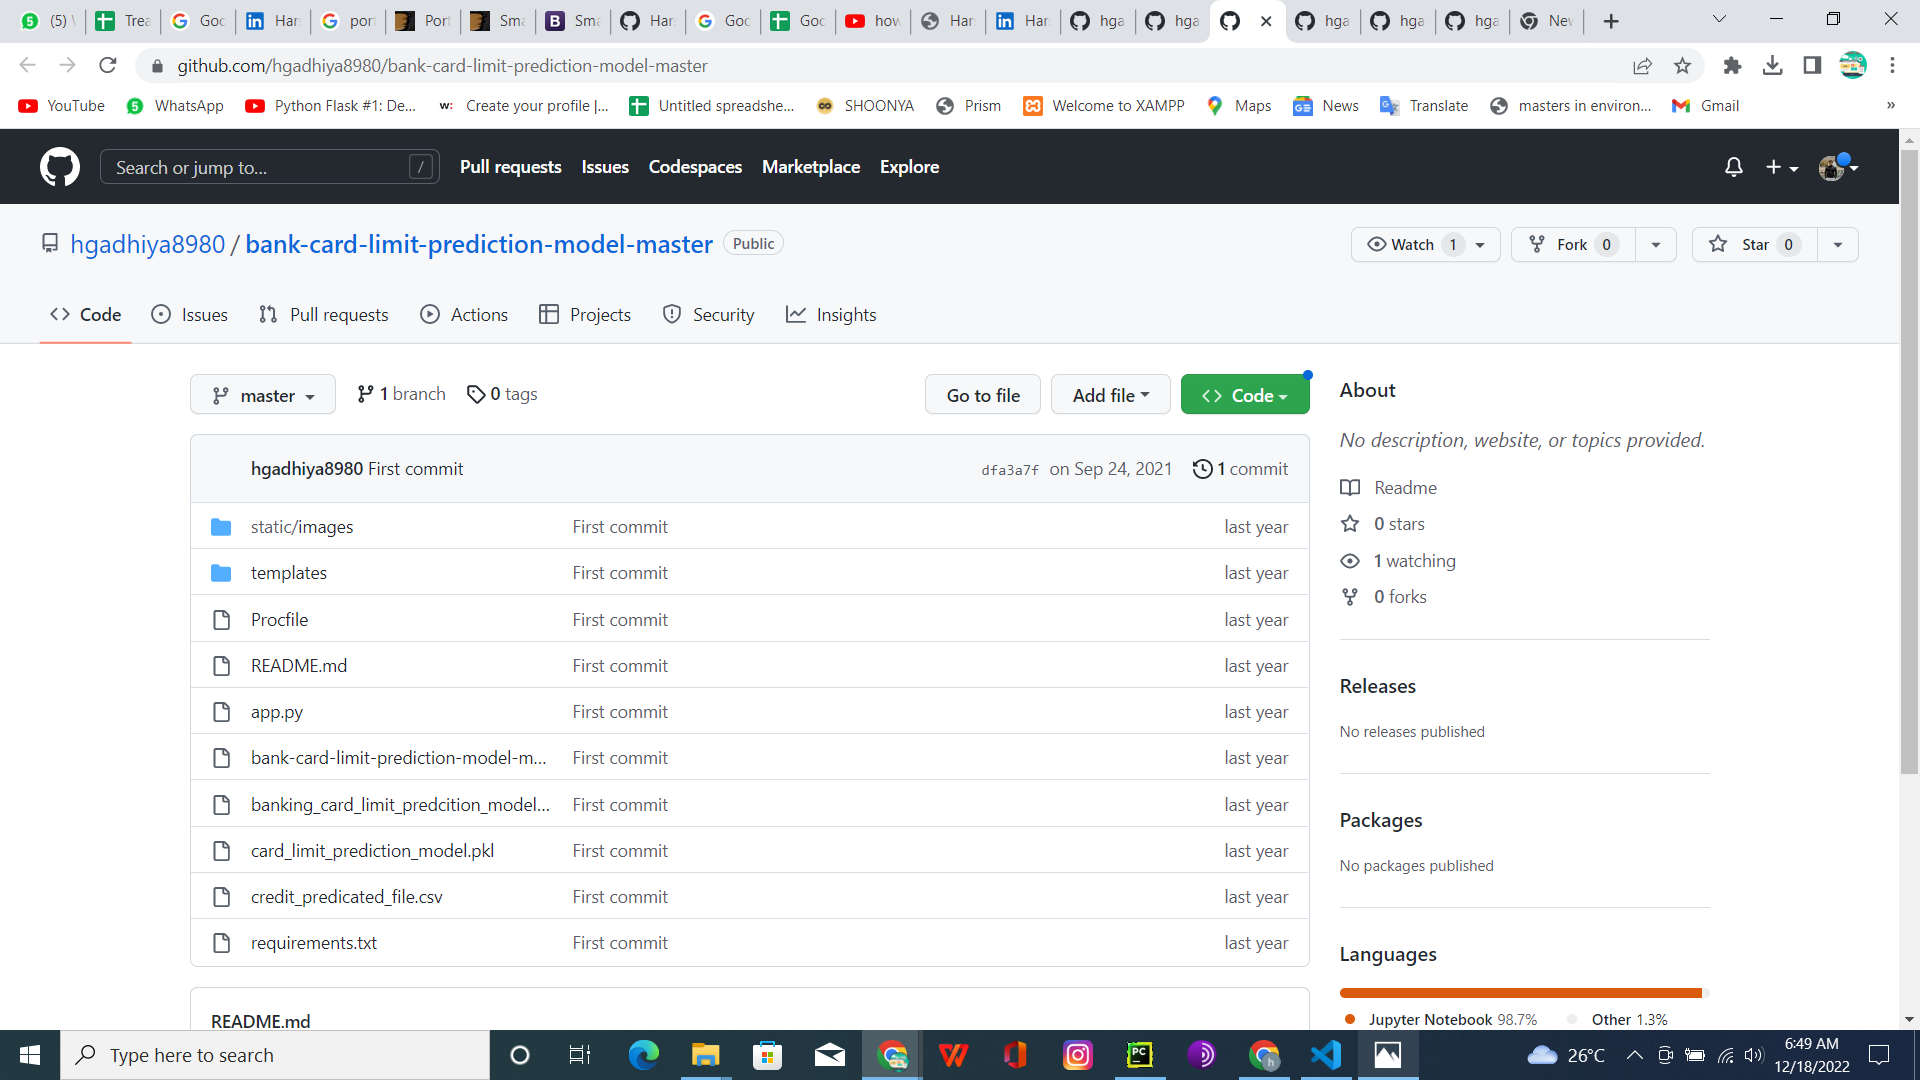 (5) W Trea Goo Hars port Port Sma Sma Hars Goo Goo how Hars Hars hga hga hga hga hga New
github.com/hgadhiya8980/bank-card-limit-prediction-model-master
YouTube WhatsApp Python Flask #1: De... w: Create your profile |... Untitled spreadshe... SHOONYA Prism Welcome to XAMPP Maps News Translate masters in environ... Gmail »
Search or jump to... / Pull requests Issues Codespaces Marketplace Explore
hgadhiya8980 / bank-card-limit-prediction-model-master Public Watch 1 Fork 0 Star 0
Code Issues Pull requests Actions Projects Security Insights
master 1 branch 0 tags Go to file Add file Code
About
No description, website, or topics provided.
hgadhiya8980 First commit dfa3a7f on Sep 24, 2021 1 commit
Readme
static/images First commit last year
0 stars
1 watching
templates First commit last year
0 forks
Procfile First commit last year
README.md First commit last year
Releases
app.py First commit last year
No releases published
bank-card-limit-prediction-model-m... First commit last year
banking_card_limit_predcition_model... First commit last year
Packages
card_limit_prediction_model.pkl First commit last year
No packages published
credit_predicated_file.csv First commit last year
requirements.txt First commit last year
Languages
README.md
Jupyter Notebook 98.7% Other 1.3%
Type here to search
26°C
6:49 AM
12/18/2022